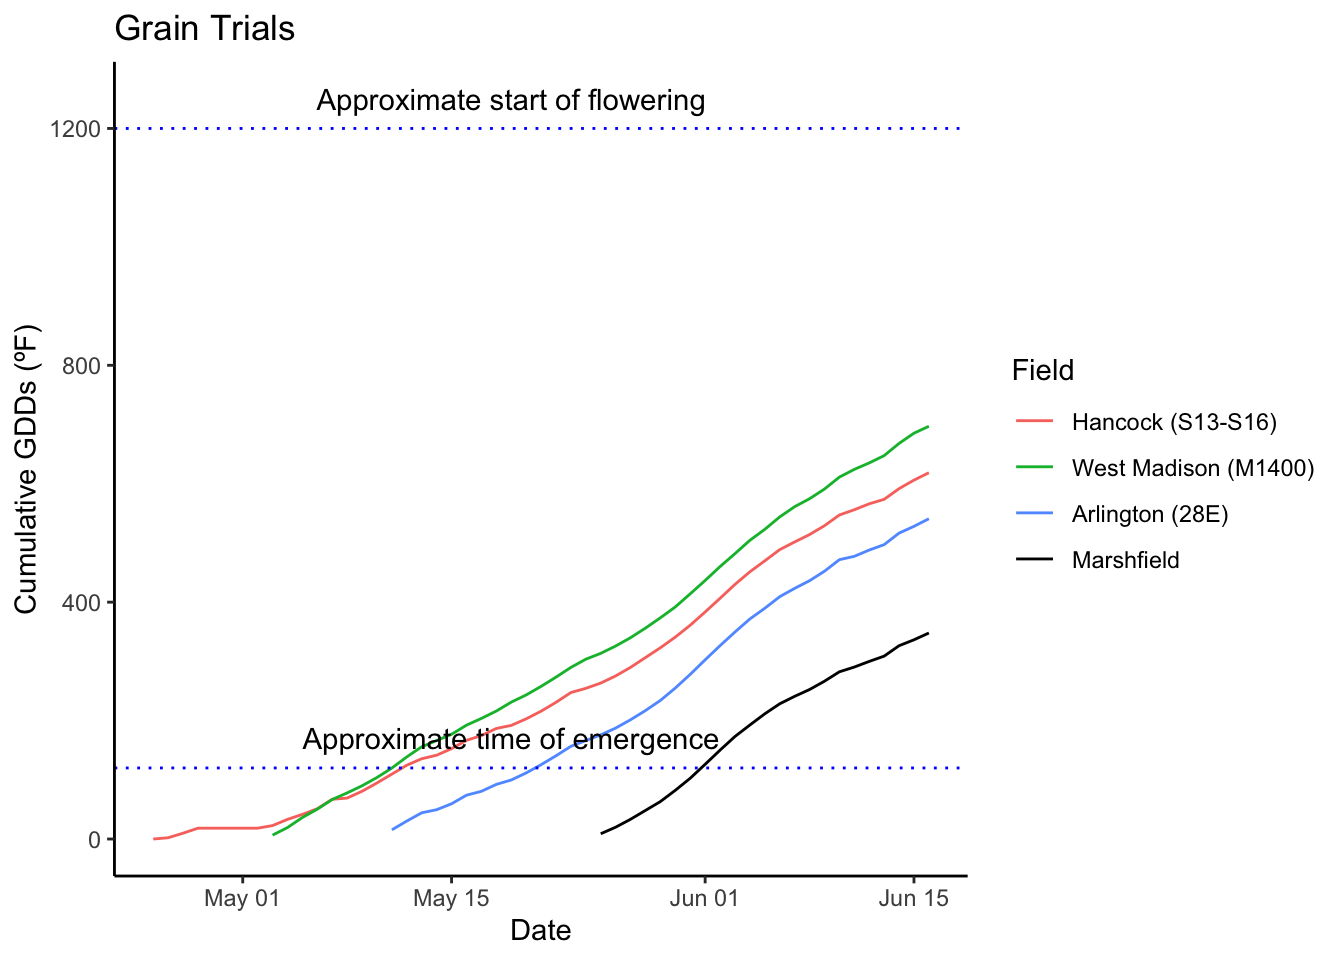 Grain Trials
Approximate start of flowering
1200
800
400
0
Cumulative GDDs (ºF)
Approximate time of emergence
May 01
May 15
Jun 01
Jun 15
Date
Field
Hancock (S13-S16)
West Madison (M1400)
Arlington (28E)
Marshfield